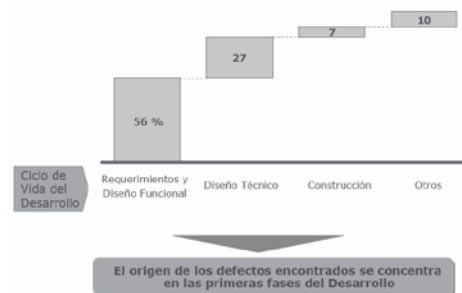 10
7
27
56 %
Ciclo de
Vida del
Desarrollo
Requerimientos y
Diseño Funcional
Diseño Técnico
Construcción
Otros
El origen de los defectos encontrados se concentra
en las primeras fases del Desarrollo